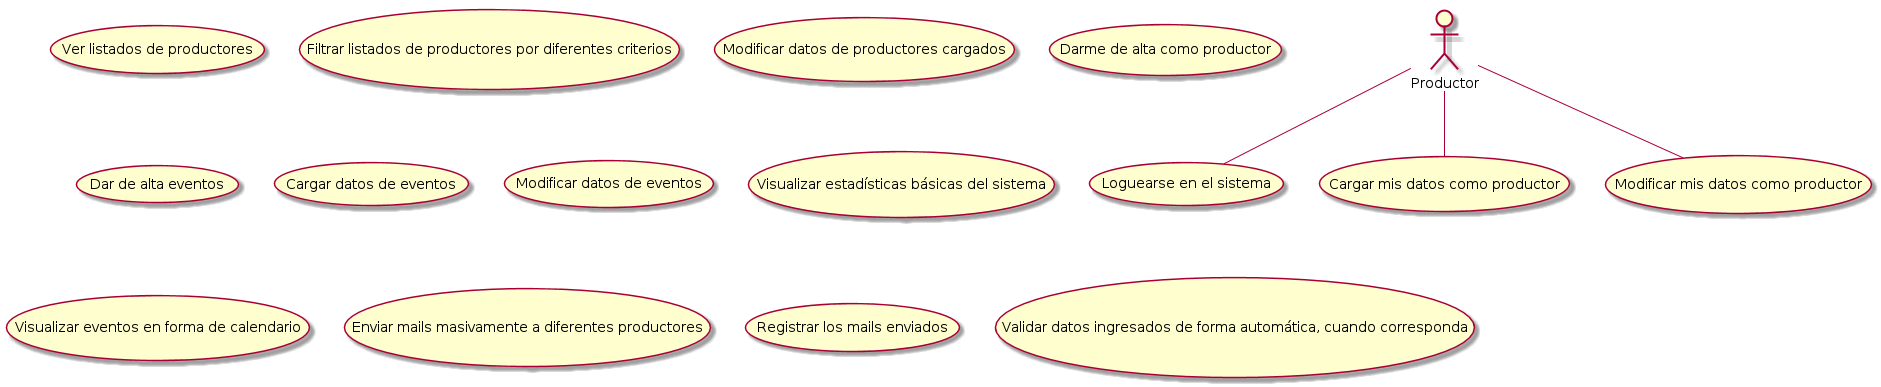 Ver listados de productores
Filtrar listados de productores por diferentes criterios
Modificar datos de productores cargados
Darme de alta como productor
Productor
Dar de alta eventos
Cargar datos de eventos
Modificar datos de eventos
Visualizar estadísticas básicas del sistema
Loguearse en el sistema
Cargar mis datos como productor
Modificar mis datos como productor
Visualizar eventos en forma de calendario
Enviar mails masivamente a diferentes productores
Registrar los mails enviados
Validar datos ingresados de forma automática, cuando corresponda